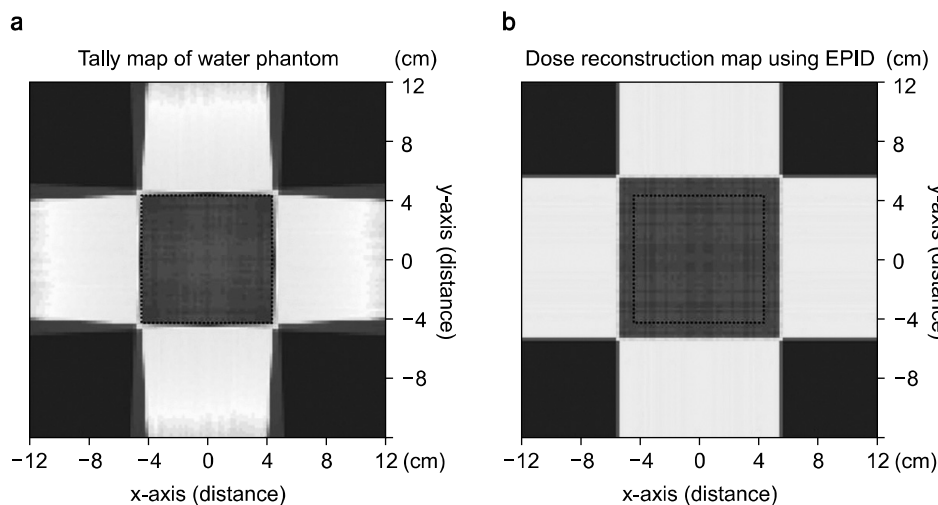 a
Tally map of water phantom (cm)
12
8
4
0
−4
−8
y-axis (distance)
−12 −8 −4 0 4 8 12 (cm)
x-axis (distance)
b
Dose reconstruction map using EPID (cm)
12
8
4
0
−4
−8
y-axis (distance)
−12 −8 −4 0 4 8 12 (cm)
x-axis (distance)